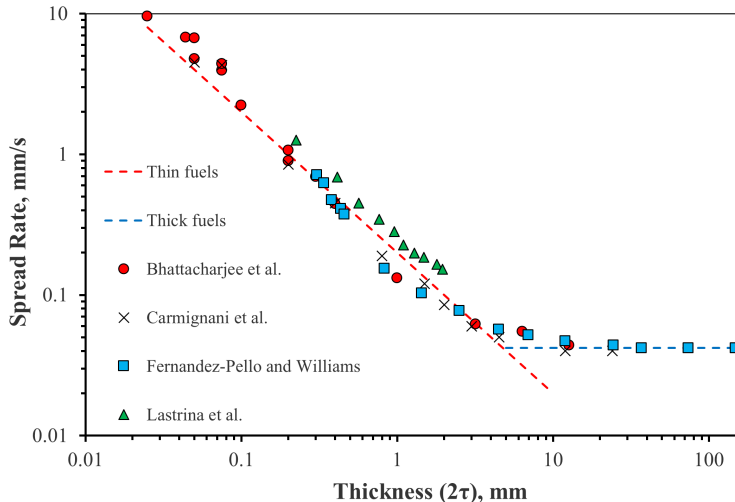 10
1
0.1
0.01
Spread Rate, mm/s
Thin fuels
Thick fuels
Bhattacharjee et al.
Carmignani et al.
Fernandez-Pello and Williams
Lastrina et al.
0.01 0.1 1 10 100
Thickness (2τ), mm